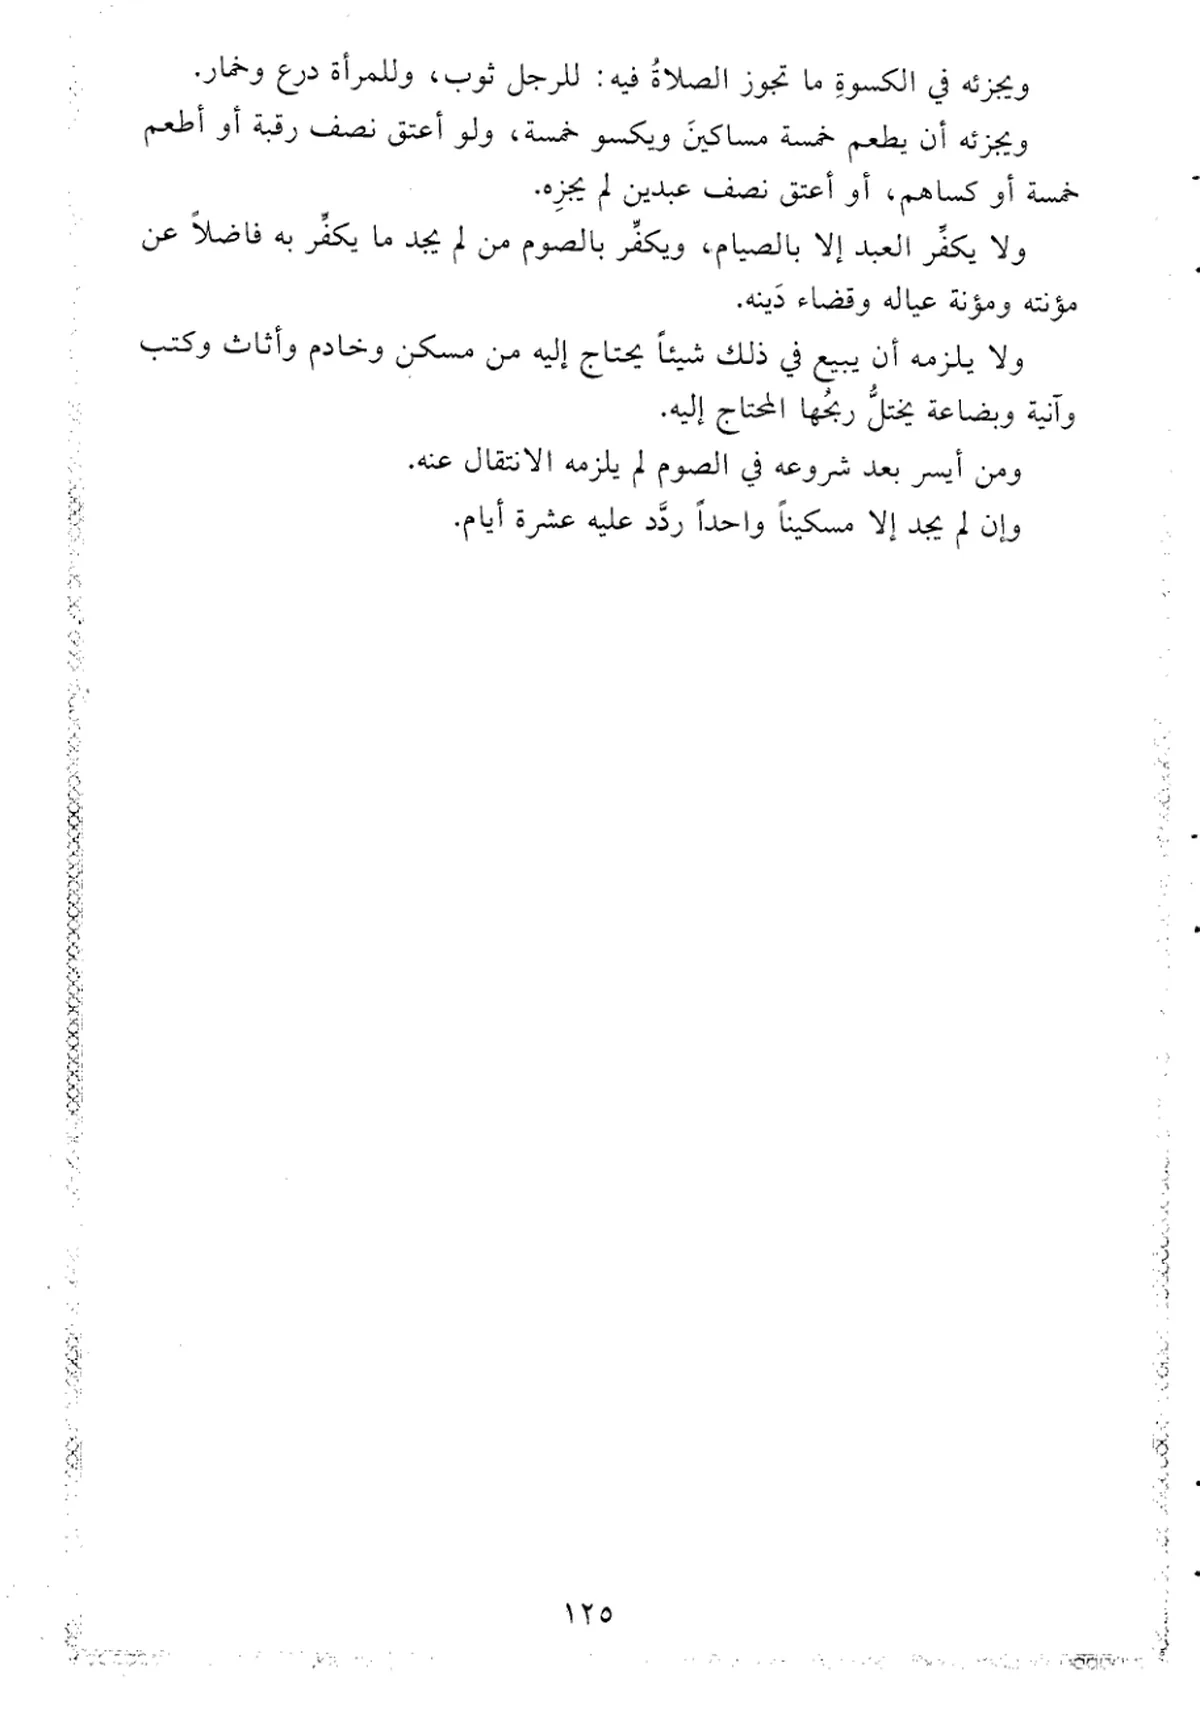 ويجزئه في الكسوةِ ما تجوز الصلاةُ فيه: للرجل ثوب، وللمرأة درع وخمار.
ويجزئه أن يطعم خمسة مساكينَ ويكسو خمسة، ولو أعتق نصف رقبة أو أطعم
خمسة أو كساهم، أو أعتق نصف عبدين لم يجزِه.
ولا يكفِّر العبد إلا بالصيام، ويكفِّر بالصوم من لم يجد ما يكفِّر به فاضلاً عن
مؤنته ومؤنة عياله وقضاء دَينه.
ولا يلزمه أن يبيع في ذلك شيئاً يحتاج إليه من مسكن وخادم وأثاث وكتب
وآنية وبضاعة يختلُّ ربحُها المحتاج إليه.
ومن أيسر بعد شروعه في الصوم لم يلزمه الانتقال عنه.
وإن لم يجد إلا مسكيناً واحداً ردَّد عليه عشرة أيام.
١٢٥